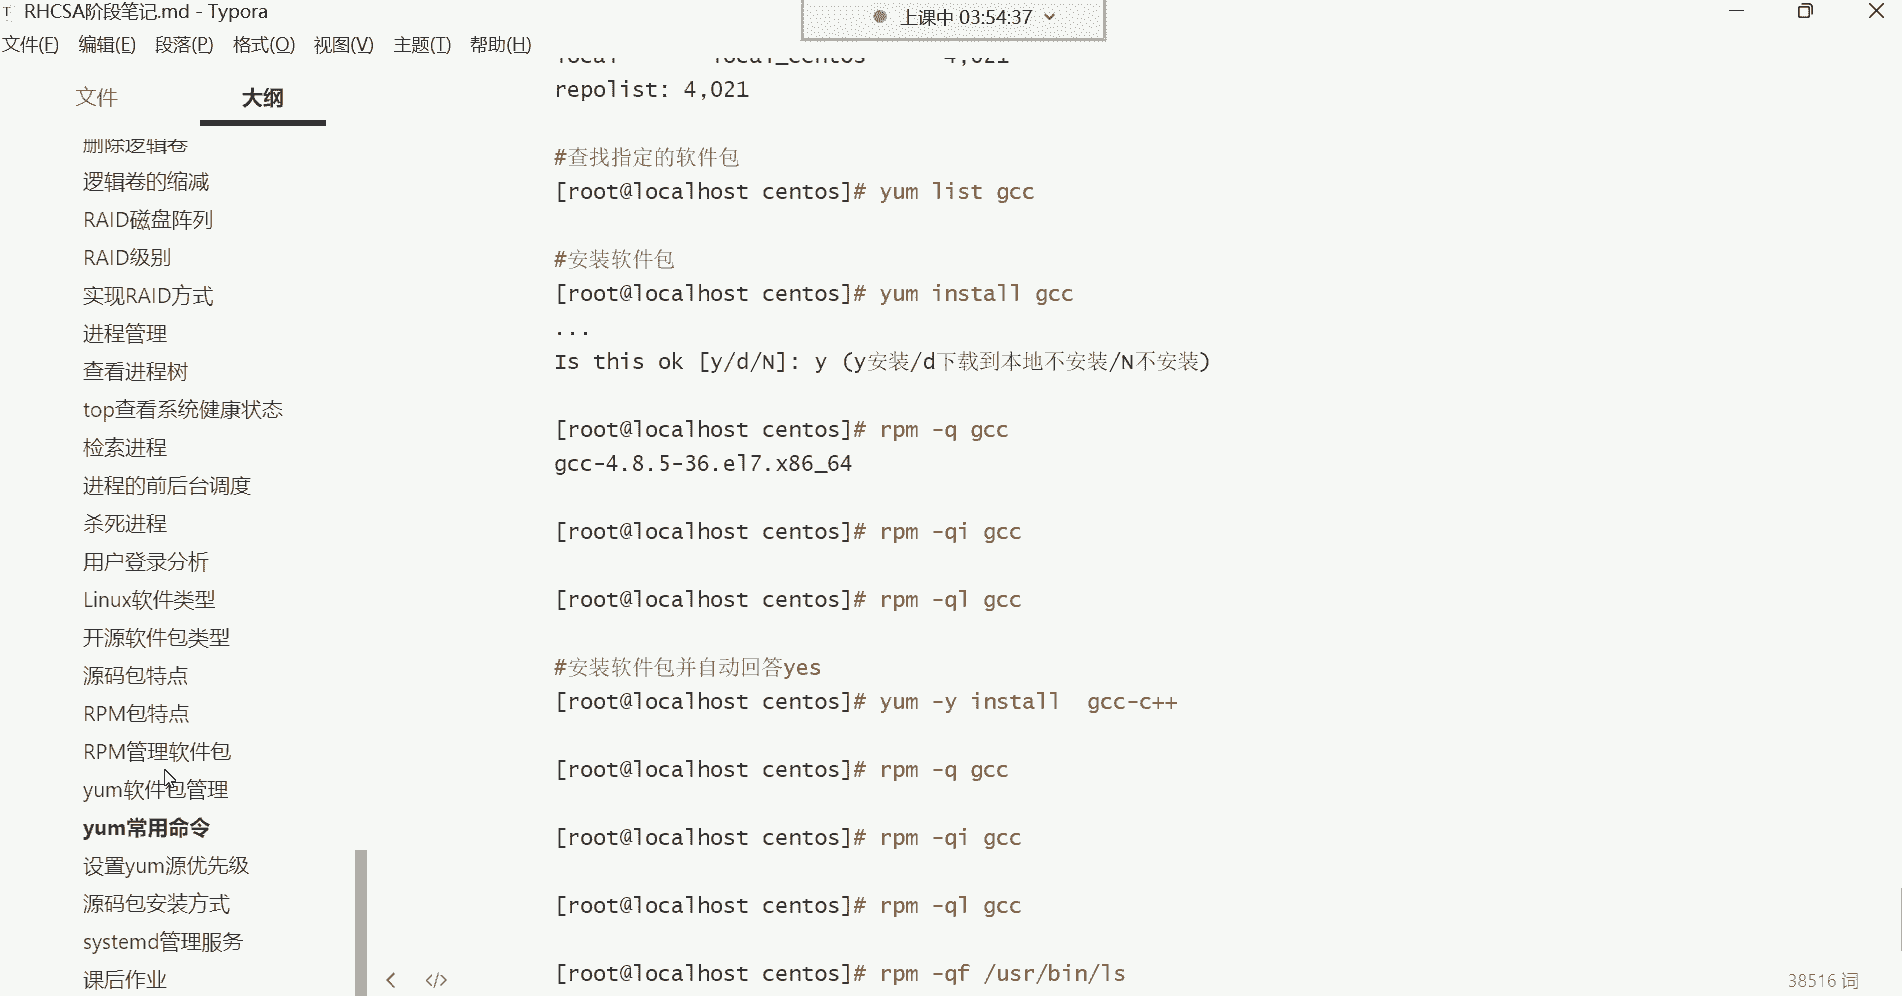 RHCSA阶段笔记.md - Typora
上课中 03:54:37
文件(F) 编辑(E) 段落(P) 格式(O) 视图(V) 主题(T) 帮助(H)
文件 大纲
删除逻辑卷
逻辑卷的缩减
RAID磁盘阵列
RAID级别
实现RAID方式
进程管理
查看进程树
top查看系统健康状态
检索进程
进程的前后台调度
杀死进程
用户登录分析
Linux软件类型
开源软件包类型
源码包特点
RPM包特点
RPM管理软件包
yum软件包管理
yum常用命令
设置yum源优先级
源码包安装方式
systemd管理服务
课后作业
local local_centos 4,021
repolist: 4,021
#查找指定的软件包
[root@localhost centos]# yum list gcc
#安装软件包
[root@localhost centos]# yum install gcc
...
Is this ok [y/d/N]: y (y安装/d下载到本地不安装/N不安装)
[root@localhost centos]# rpm -q gcc
gcc-4.8.5-36.el7.x86_64
[root@localhost centos]# rpm -qi gcc
[root@localhost centos]# rpm -ql gcc
#安装软件包并自动回答yes
[root@localhost centos]# yum -y install  gcc-c++
[root@localhost centos]# rpm -q gcc
[root@localhost centos]# rpm -qi gcc
[root@localhost centos]# rpm -ql gcc
[root@localhost centos]# rpm -qf /usr/bin/ls
38516 词